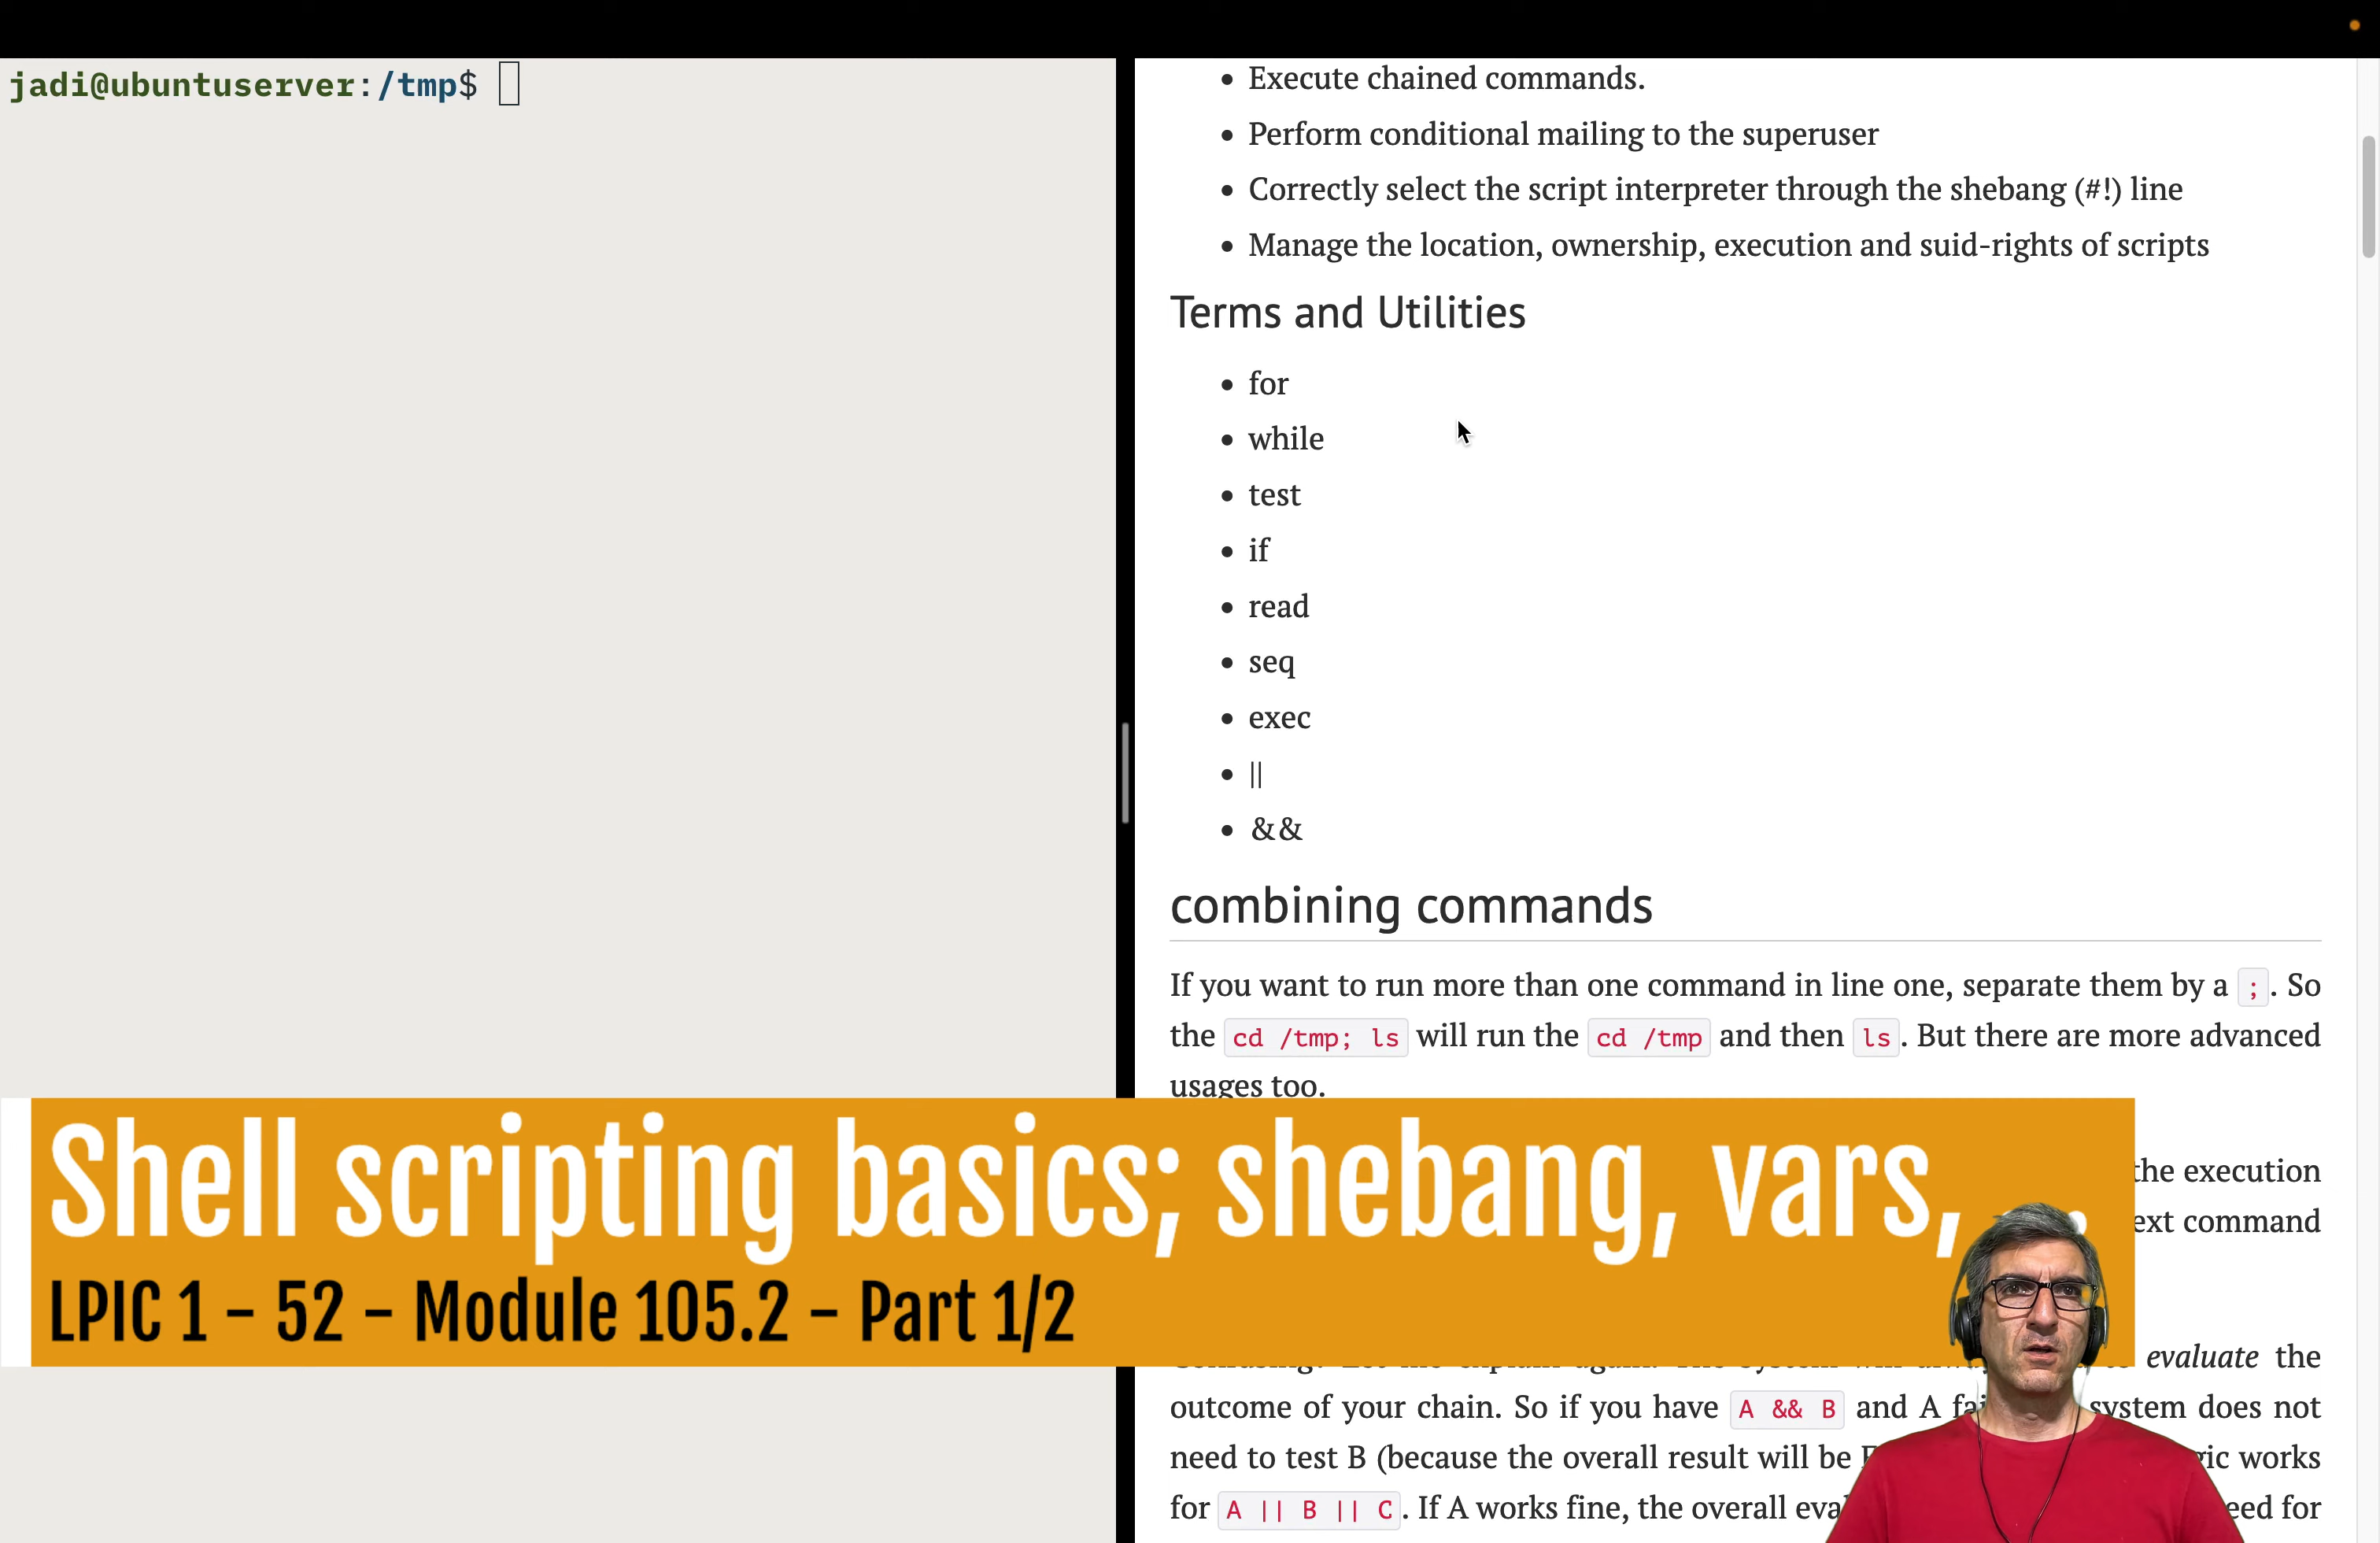 jadi@ubuntuserver:/tmp$
Execute chained commands.
Perform conditional mailing to the superuser
Correctly select the script interpreter through the shebang (#!) line
Manage the location, ownership, execution and suid-rights of scripts
Terms and Utilities
for
while
test
if
read
seq
exec
||
&&
combining commands
If you want to run more than one command in line one, separate them by a ; . So
the cd /tmp; ls will run the cd /tmp and then ls . But there are more advanced
usages too.
the execution
ext command
evaluate the
outcome of your chain. So if you have A && B and A fai system does not
need to test B (because the overall result will be gic works
for A || B || C . If A works fine, the overall eva eed for
Shell scripting basics; shebang, vars, ...
LPIC 1 - 52 - Module 105.2 - Part 1/2